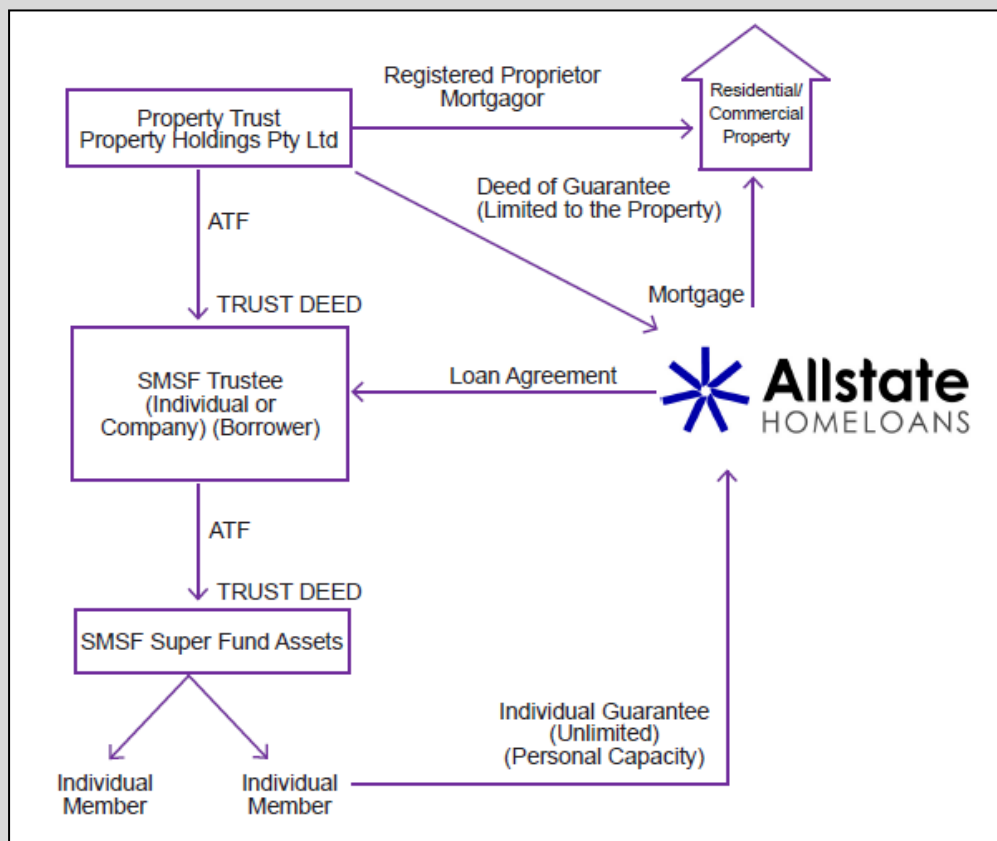 Registered Proprietor
Mortgagor
Residential/
Commercial
Property
Property Trust
Property Holdings Pty Ltd
Deed of Guarantee
(Limited to the Property)
ATF
Mortgage
TRUST DEED
SMSF Trustee
(Individual or
Company) (Borrower)
Loan Agreement
Allstate
HOMELOANS
ATF
TRUST DEED
SMSF Super Fund Assets
Individual Guarantee
(Unlimited)
(Personal Capacity)
Individual
Member
Individual
Member